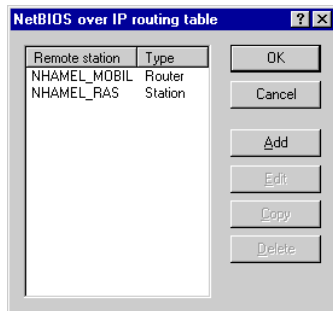 NetBIOS over IP routing table
Remote station Type
NHAMEL_MOBIL Router
NHAMEL_RAS Station
OK
Cancel
Add
Edit
Copy
Delete